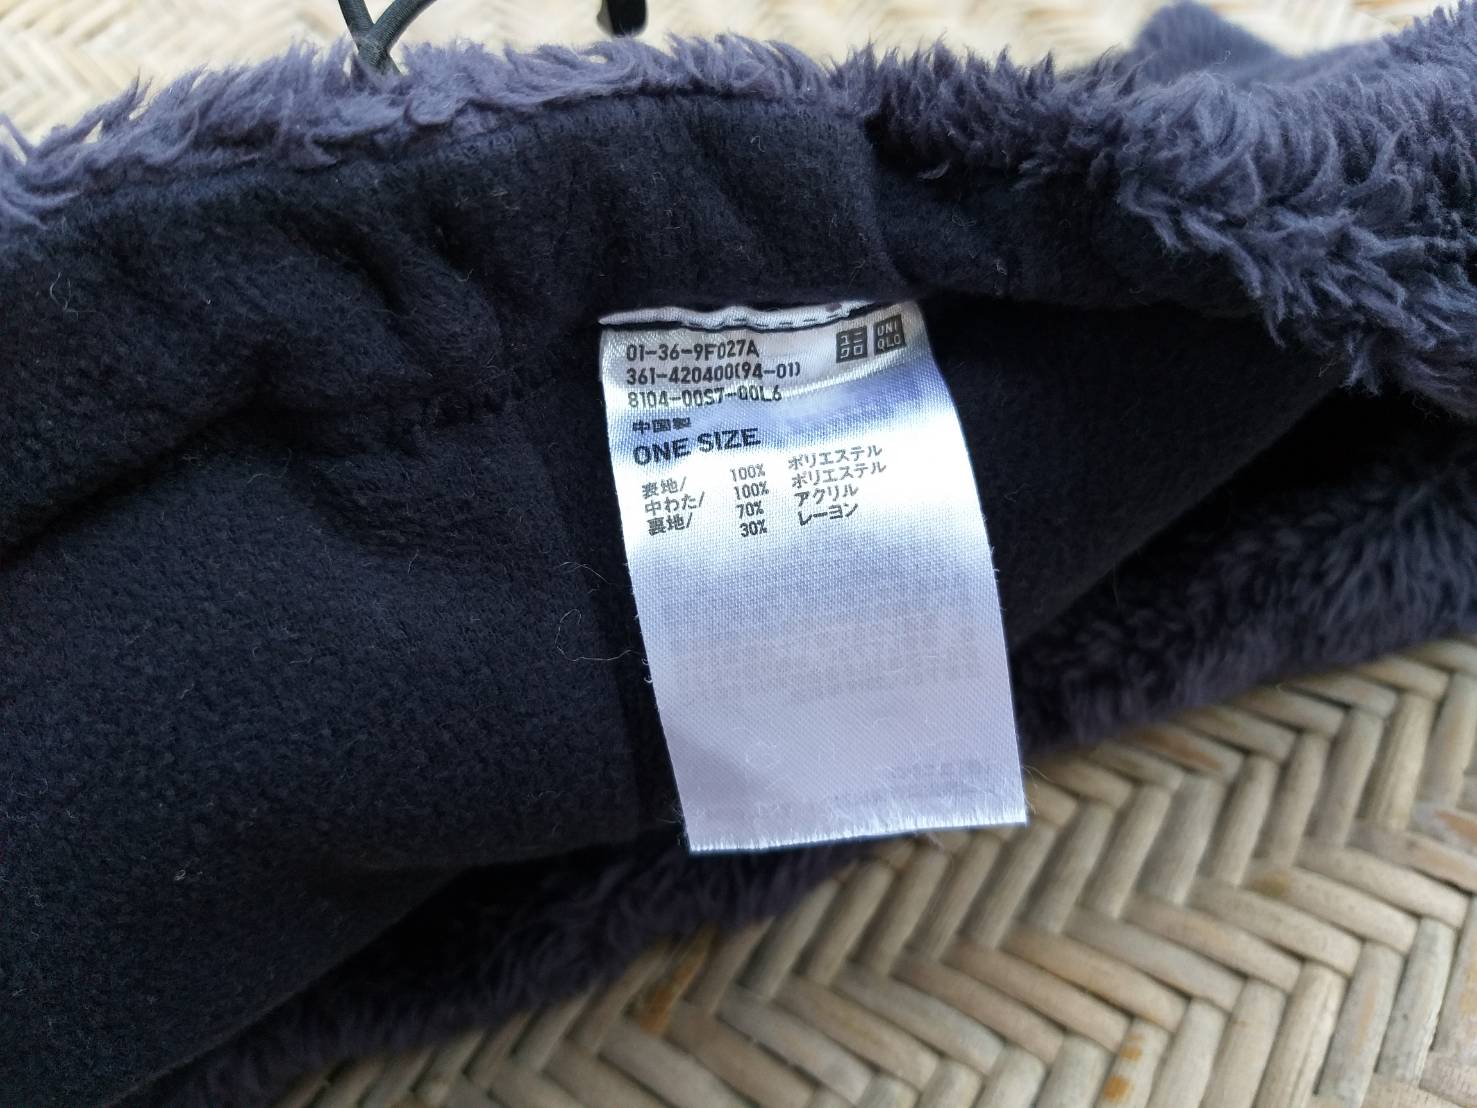 01-36-9F027A
361-420400(94-01)
8104-00S7-00L6
ユニクロ
UNIQLO
中国製
ONE SIZE
表地/ 100% ポリエステル
中わた/ 100% ポリエステル
裏地/ 70% アクリル
30% レーヨン